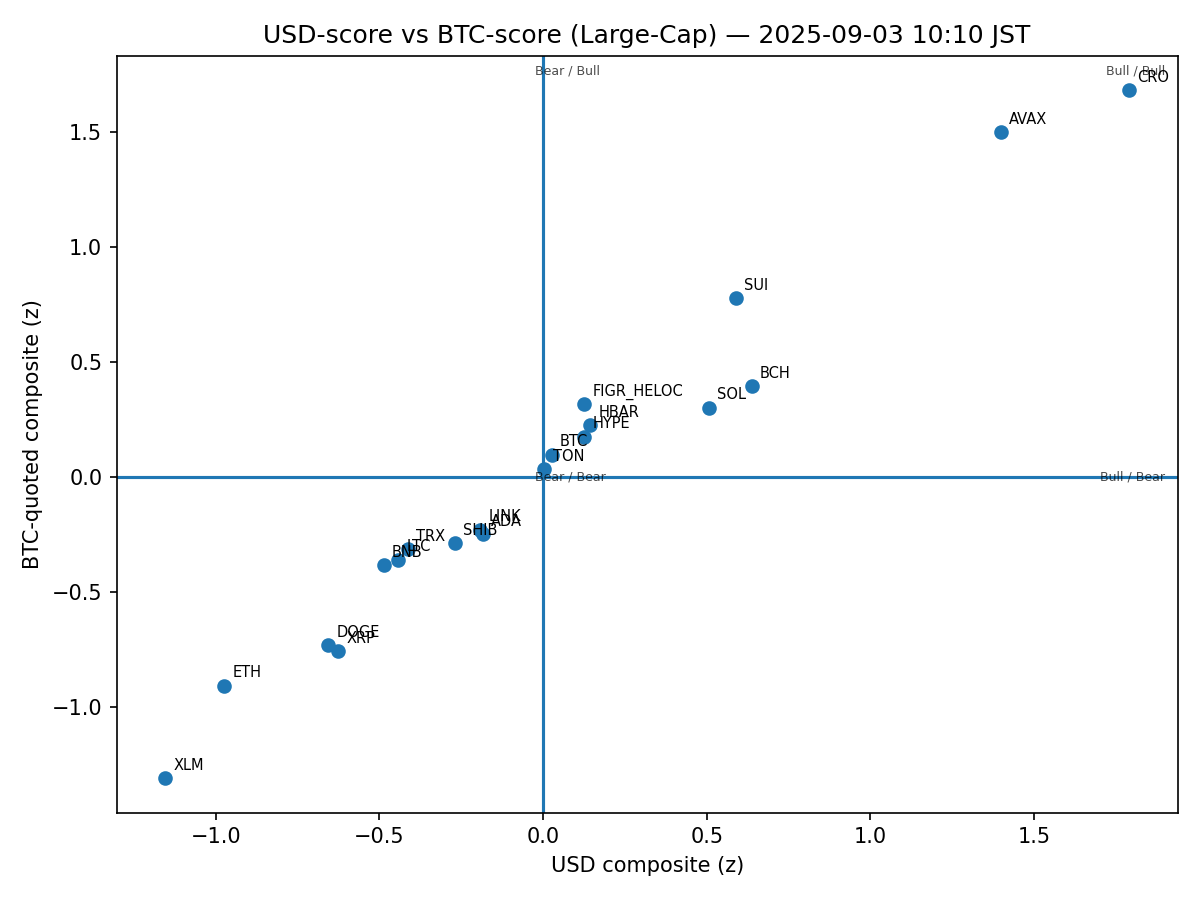 USD-score vs BTC-score (Large-Cap) — 2025-09-03 10:10 JST
Bear / Bull
Bull / Bull
CRO
AVAX
SUI
BCH
FIGR_HELOC
SOL
HBAR
HYPE
BTC
TON
Bear / Bear
Bull / Bear
LINK
ADA
SHIB
TRX
LTC
BNB
DOGE
XRP
ETH
XLM
1.5
1.0
0.5
0.0
−0.5
−1.0
BTC-quoted composite (z)
−1.0
−0.5
0.0
0.5
1.0
1.5
USD composite (z)